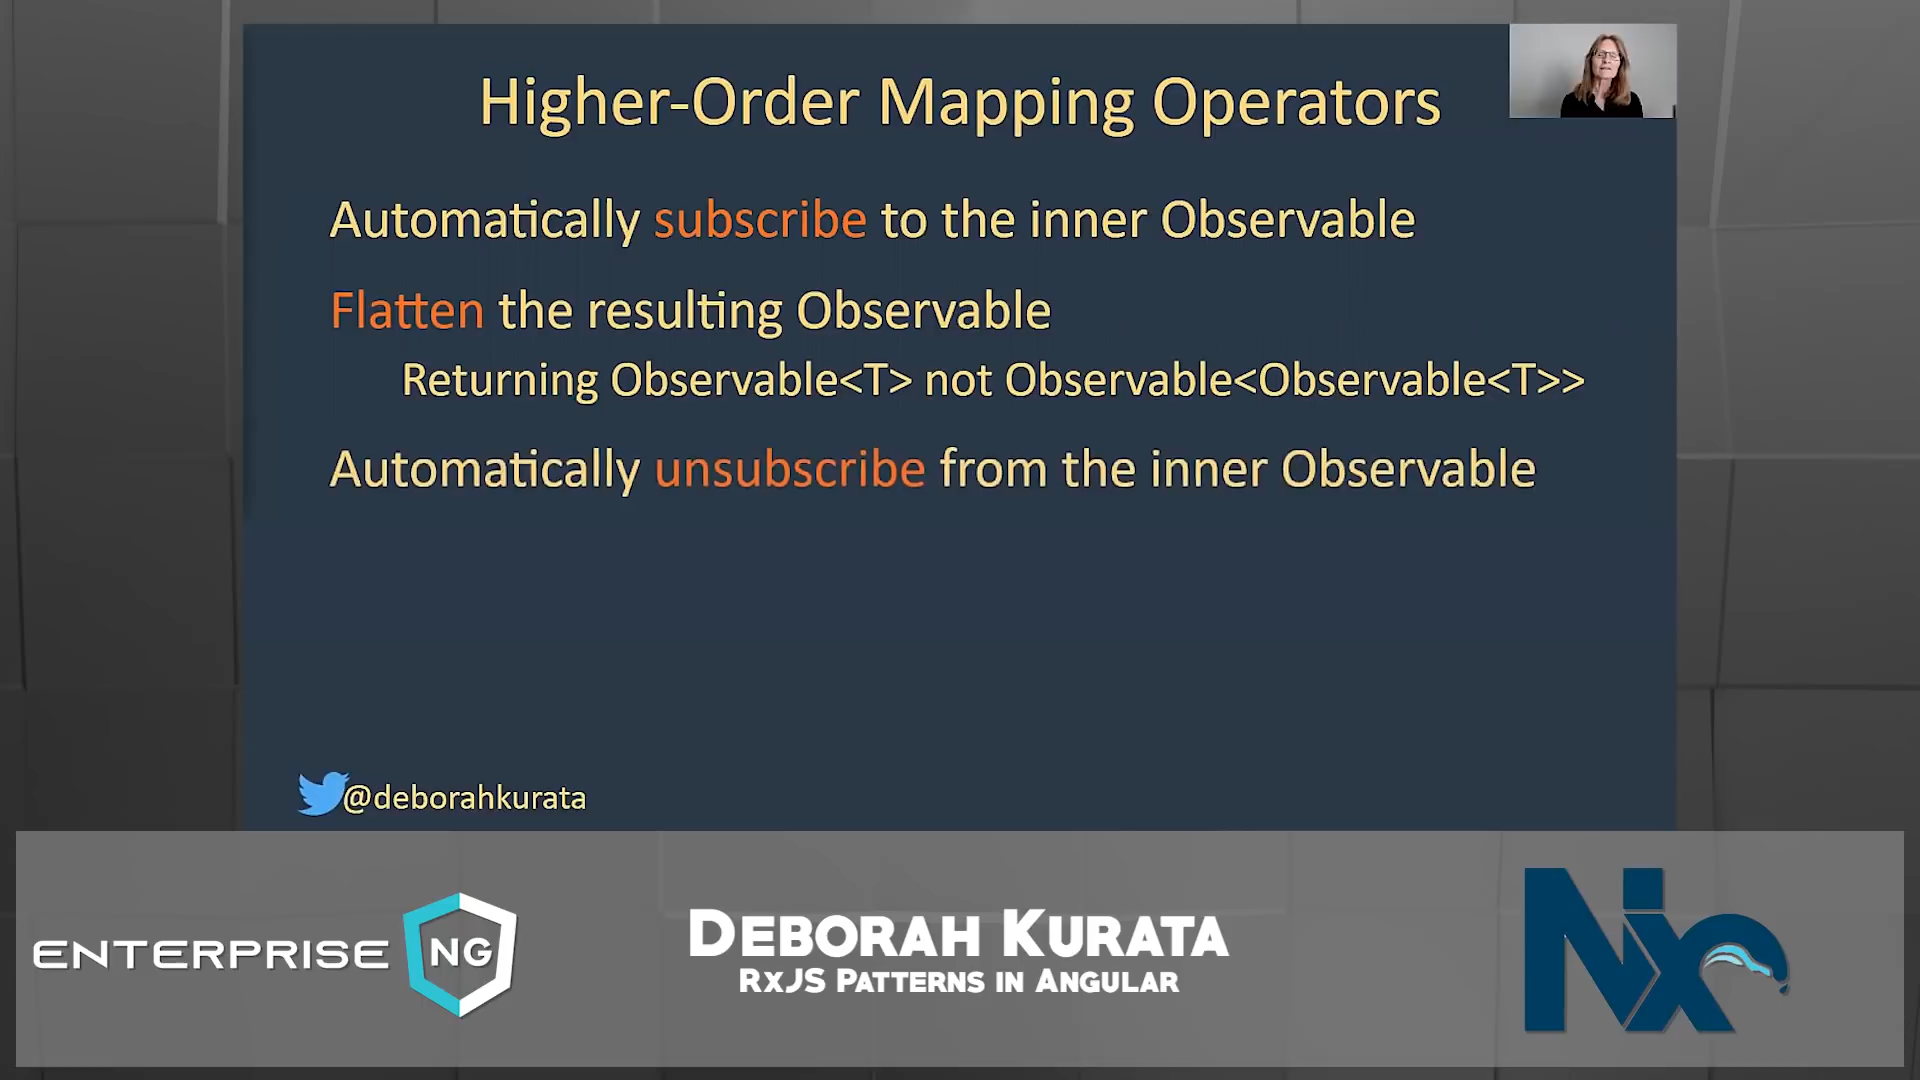 Higher-Order Mapping Operators
Automatically subscribe to the inner Observable
Flatten the resulting Observable
Returning Observable<T> not Observable<Observable<T>>
Automatically unsubscribe from the inner Observable
@deborahkurata
ENTERPRISE NG
DEBORAH KURATA
RXJS PATTERNS IN ANGULAR
Nx